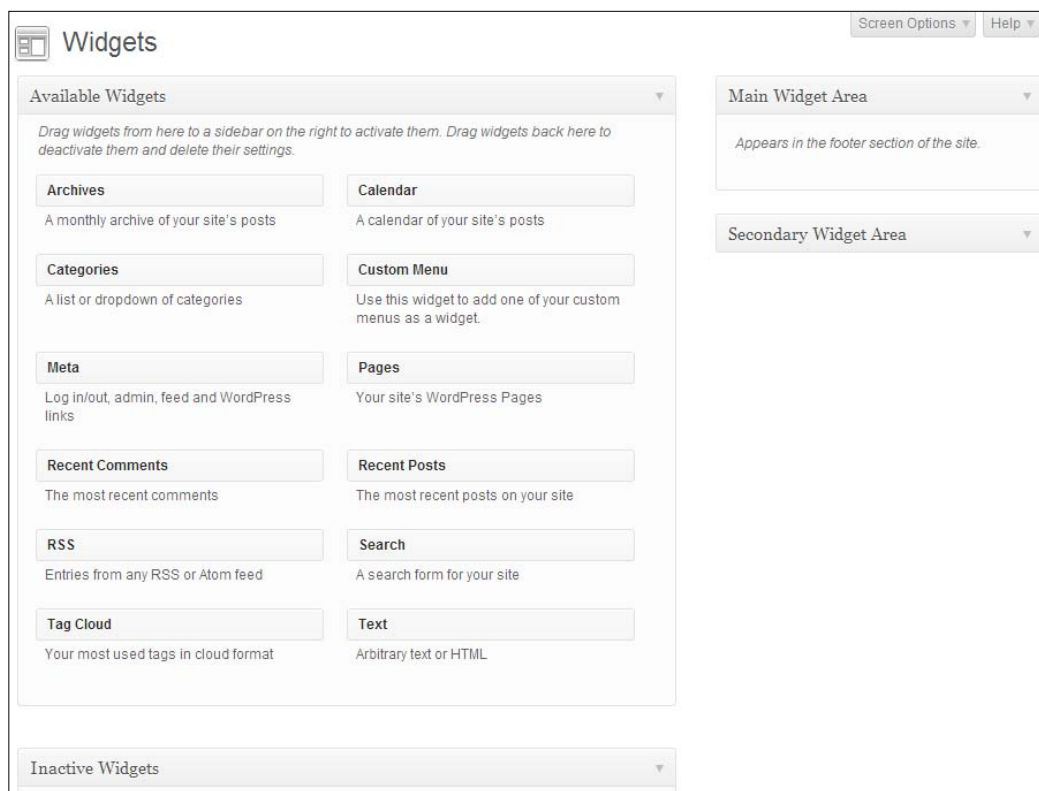 Screen Options
Help
Widgets
Available Widgets
Drag widgets from here to a sidebar on the right to activate them. Drag widgets back here to
deactivate them and delete their settings.
Archives
A monthly archive of your site's posts
Calendar
A calendar of your site's posts
Categories
A list or dropdown of categories
Custom Menu
Use this widget to add one of your custom
menus as a widget.
Meta
Log in/out, admin, feed and WordPress
links
Pages
Your site's WordPress Pages
Recent Comments
The most recent comments
Recent Posts
The most recent posts on your site
RSS
Entries from any RSS or Atom feed
Search
A search form for your site
Tag Cloud
Your most used tags in cloud format
Text
Arbitrary text or HTML
Inactive Widgets
Main Widget Area
Appears in the footer section of the site.
Secondary Widget Area